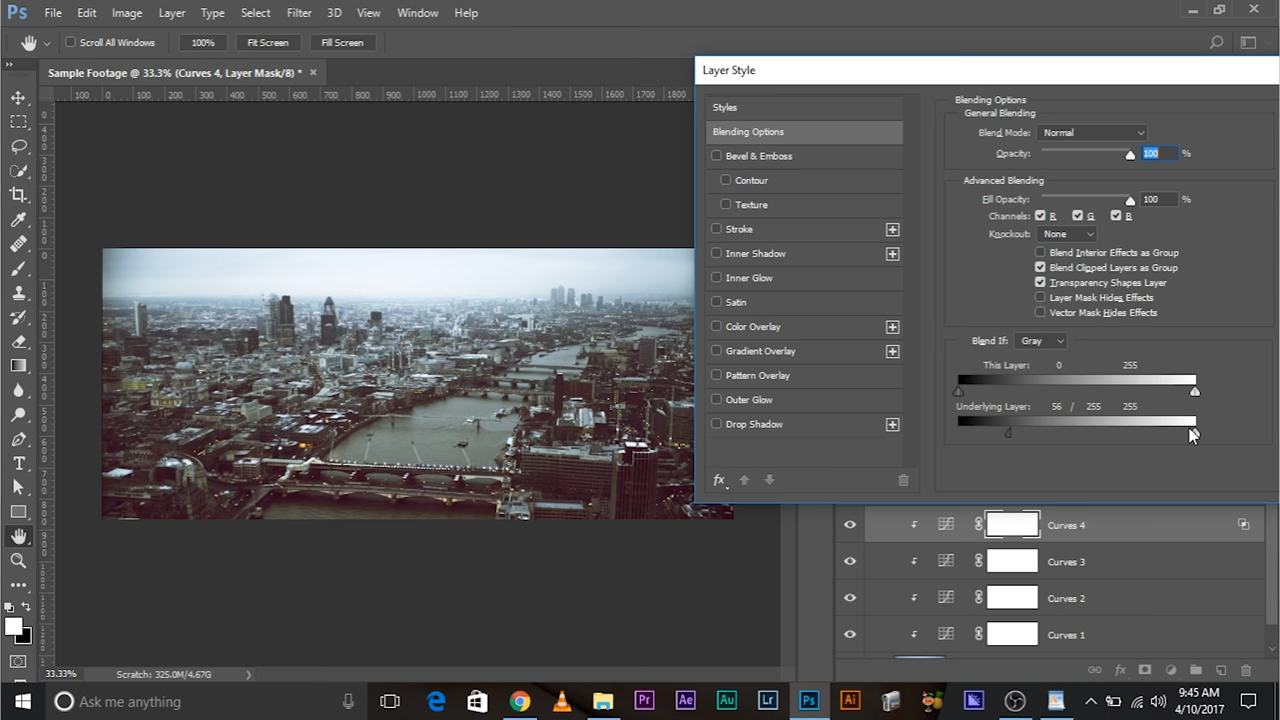 Ps File Edit Image Layer Type Select Filter 3D View Window Help
Scroll All Windows 100% Fit Screen Fill Screen
Sample Footage @ 33.3% (Curves 4, Layer Mask/8) * ×
100 0 100 200 300 400 500 600 700 800 900 1000 1100 1200 1300 1400 1500 1600 1700 1800
Layer Style
Styles
Blending Options
Bevel & Emboss
Contour
Texture
Stroke
Inner Shadow
Inner Glow
Satin
Color Overlay
Gradient Overlay
Pattern Overlay
Outer Glow
Drop Shadow
fx
Blending Options
General Blending
Blend Mode: Normal
Opacity: 100 %
Advanced Blending
Fill Opacity: 100 %
Channels: R G B
Knockout: None
Blend Interior Effects as Group
Blend Clipped Layers as Group
Transparency Shapes Layer
Layer Mask Hides Effects
Vector Mask Hides Effects
Blend If: Gray
This Layer: 0 255
Underlying Layer: 56 / 255 255
Curves 4
Curves 3
Curves 2
Curves 1
fx
33.33% Scratch: 325.0M/4.67G
Ask me anything
Pr Ae Au Lr Ps Ai
9:45 AM
4/10/2017